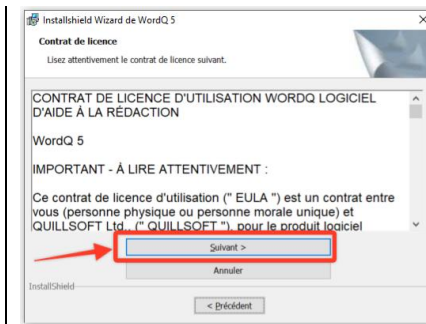 Installshield Wizard de WordQ 5
Contrat de licence
Lisez attentivement le contrat de licence suivant.
CONTRAT DE LICENCE D'UTILISATION WORDQ LOGICIEL
D'AIDE À LA RÉDACTION
WordQ 5
IMPORTANT - À LIRE ATTENTIVEMENT :
Ce contrat de licence d'utilisation (" EULA ") est un contrat entre
vous (personne physique ou personne morale unique) et
QUILLSOFT Ltd., (" QUILLSOFT "), pour le produit logiciel
Suivant >
Annuler
InstallShield
< Précédent